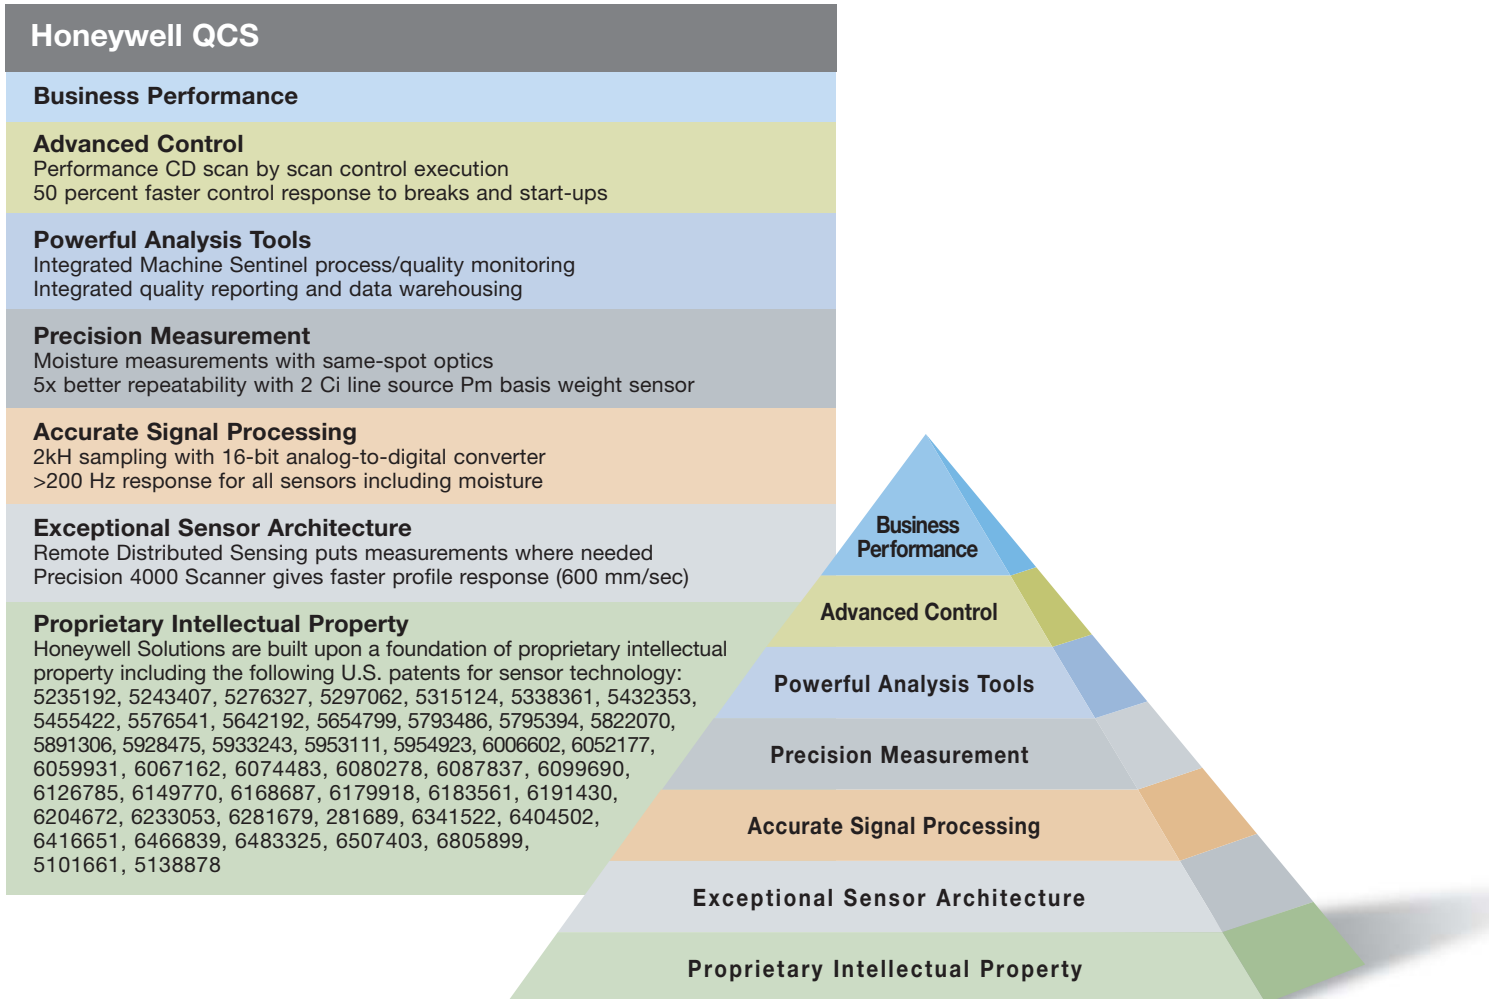 Honeywell QCS
Business Performance
Advanced Control
Performance CD scan by scan control execution
50 percent faster control response to breaks and start-ups
Powerful Analysis Tools
Integrated Machine Sentinel process/quality monitoring
Integrated quality reporting and data warehousing
Precision Measurement
Moisture measurements with same-spot optics
5x better repeatability with 2 Ci line source Pm basis weight sensor
Accurate Signal Processing
2kH sampling with 16-bit analog-to-digital converter
>200 Hz response for all sensors including moisture
Exceptional Sensor Architecture
Remote Distributed Sensing puts measurements where needed
Precision 4000 Scanner gives faster profile response (600 mm/sec)
Proprietary Intellectual Property
Honeywell Solutions are built upon a foundation of proprietary intellectual
property including the following U.S. patents for sensor technology:
5235192, 5243407, 5276327, 5297062, 5315124, 5338361, 5432353,
5455422, 5576541, 5642192, 5654799, 5793486, 5795394, 5822070,
5891306, 5928475, 5933243, 5953111, 5954923, 6006602, 6052177,
6059931, 6067162, 6074483, 6080278, 6087837, 6099690,
6126785, 6149770, 6168687, 6179918, 6183561, 6191430,
6204672, 6233053, 6281679, 281689, 6341522, 6404502,
6416651, 6466839, 6483325, 6507403, 6805899,
5101661, 5138878
Business
Performance
Advanced Control
Powerful Analysis Tools
Precision Measurement
Accurate Signal Processing
Exceptional Sensor Architecture
Proprietary Intellectual Property